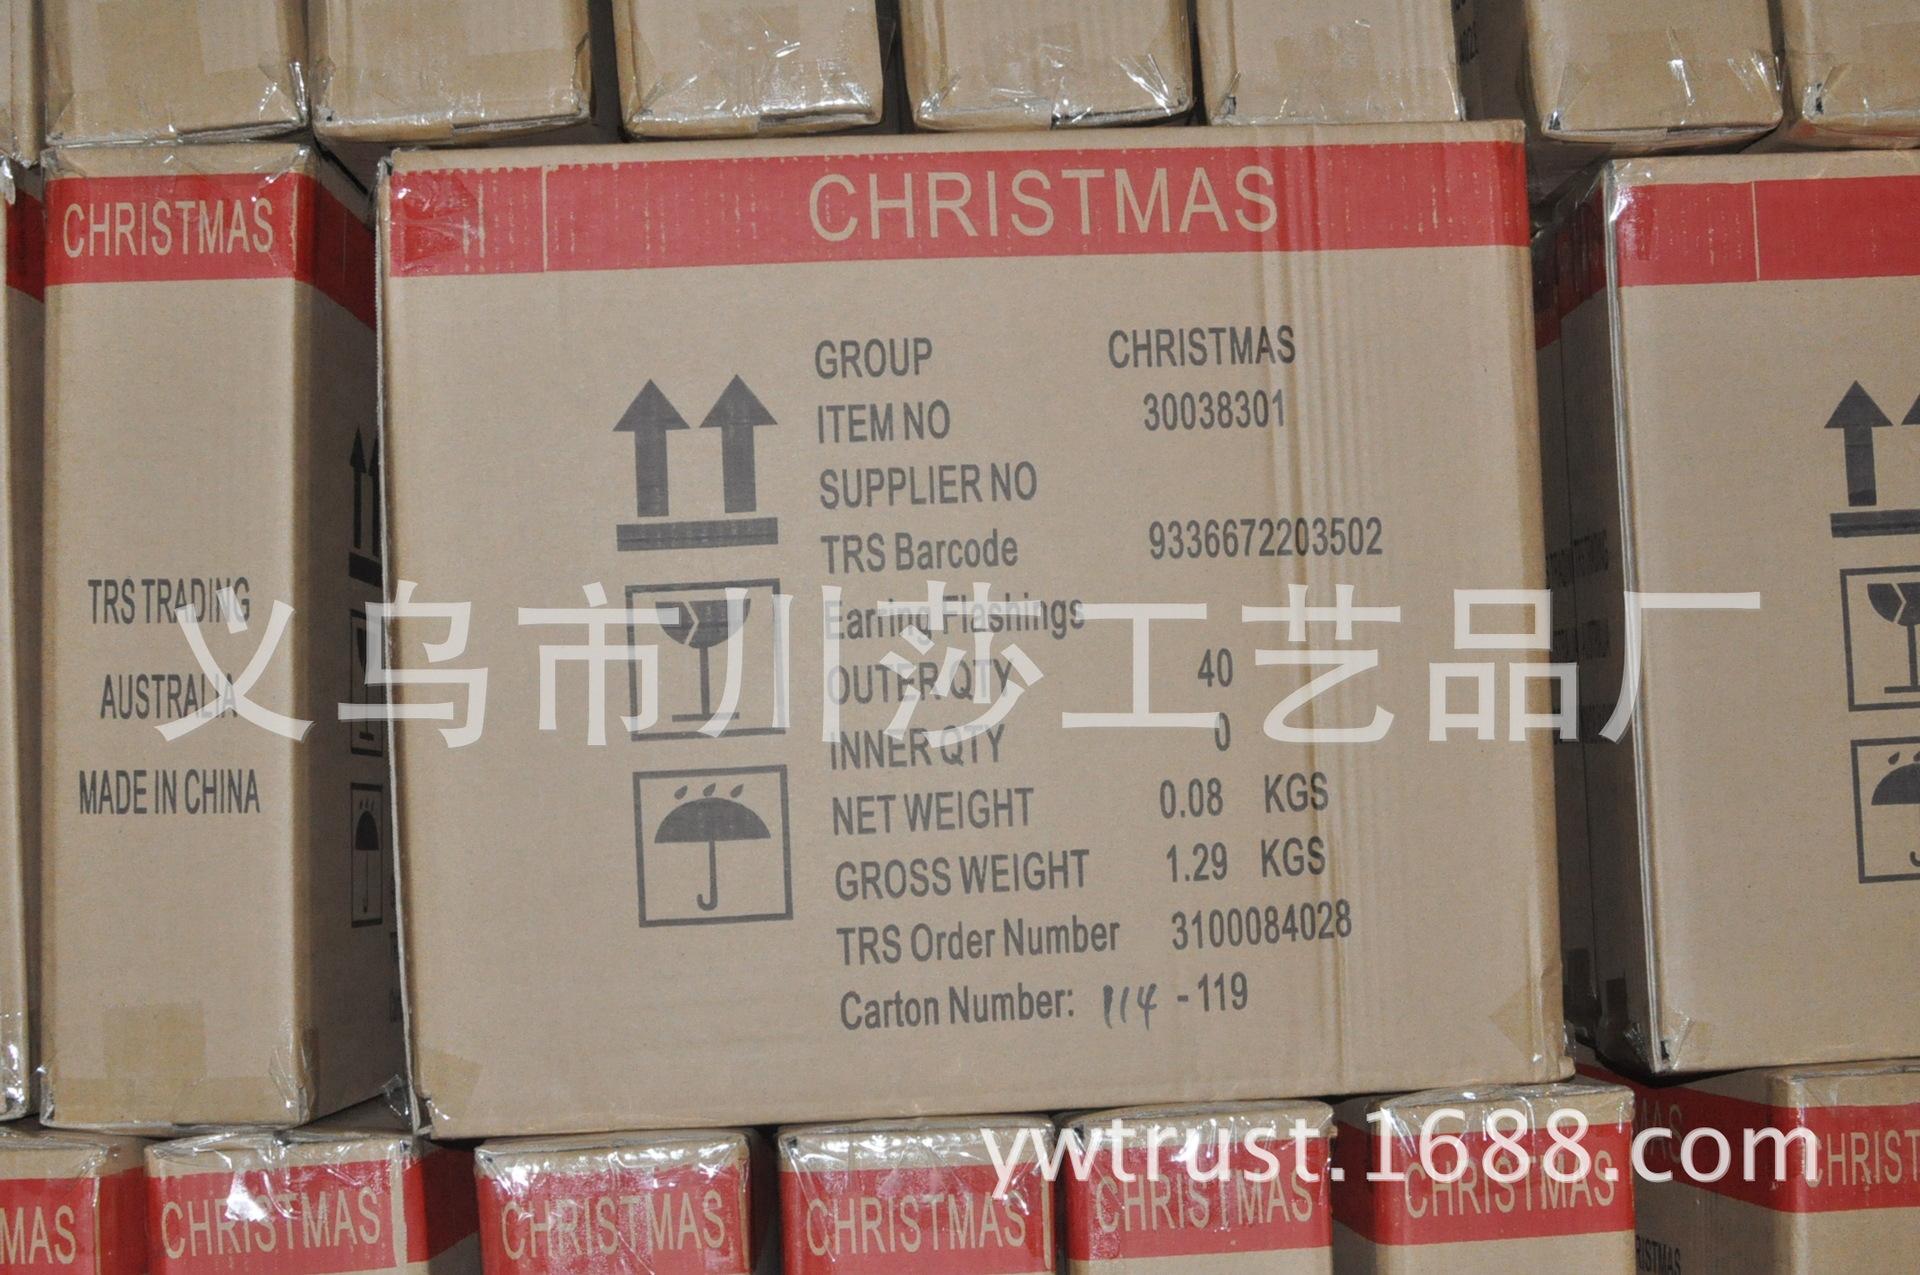 CHRISTMAS
CHRISTMAS
GROUP CHRISTMAS
ITEM NO 30038301
SUPPLIER NO
TRS Barcode 9336672203502
Earring Flashings
OUTER QTY 40
INNER QTY 0
NET WEIGHT 0.08 KGS
GROSS WEIGHT 1.29 KGS
TRS Order Number 3100084028
Carton Number: 114 - 119
TRS TRADING
AUSTRALIA
MADE IN CHINA
义乌市川莎工艺品厂
ywtrust.1688.com
MAS
CHRISTMAS
CHRISTMAS
CHRISTMAS
CHRISTMAS
CHRISTMAS
CHRIST